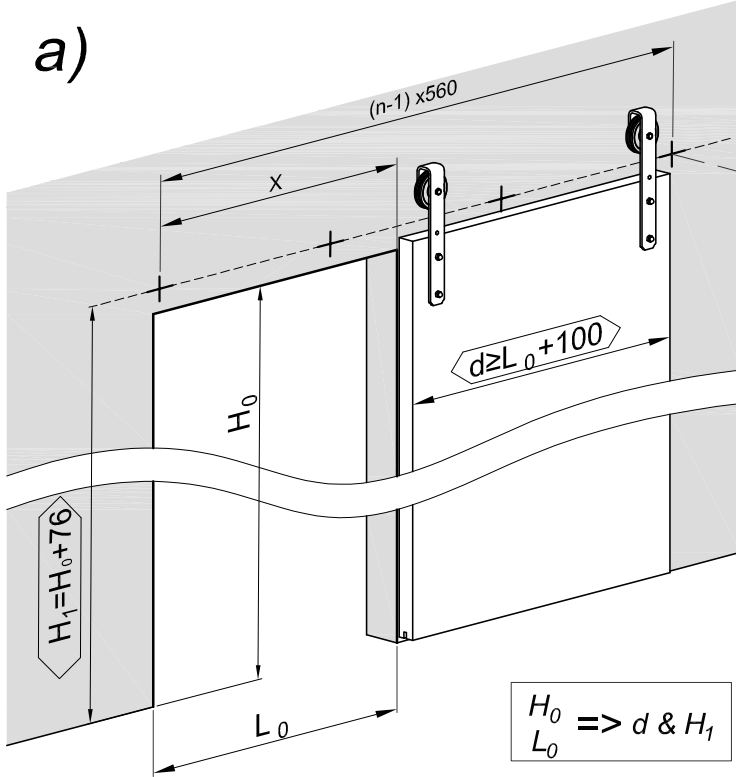 a)
(n-1) x560
X
d≥L₀+100
H₀
H₁=H₀+76
L₀
H₀
L₀
=> d & H₁